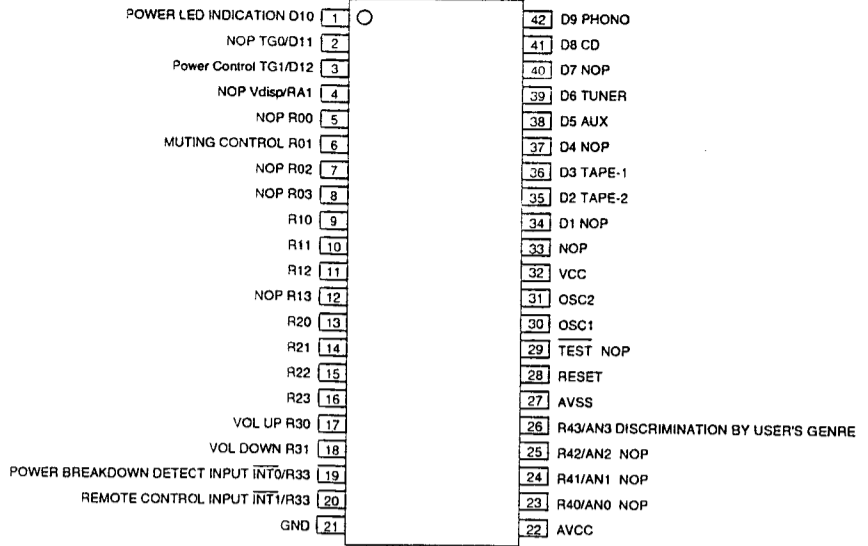 POWER LED INDICATION D10 1
NOP TG0/D11 2
Power Control TG1/D12 3
NOP Vdisp/RA1 4
NOP R00 5
MUTING CONTROL R01 6
NOP R02 7
NOP R03 8
R10 9
R11 10
R12 11
NOP R13 12
R20 13
R21 14
R22 15
R23 16
VOL UP R30 17
VOL DOWN R31 18
POWER BREAKDOWN DETECT INPUT INT0/R33 19
REMOTE CONTROL INPUT INT1/R33 20
GND 21
42 D9 PHONO
41 D8 CD
40 D7 NOP
39 D6 TUNER
38 D5 AUX
37 D4 NOP
36 D3 TAPE-1
35 D2 TAPE-2
34 D1 NOP
33 NOP
32 VCC
31 OSC2
30 OSC1
29 TEST NOP
28 RESET
27 AVSS
26 R43/AN3 DISCRIMINATION BY USER'S GENRE
25 R42/AN2 NOP
24 R41/AN1 NOP
23 R40/AN0 NOP
22 AVCC